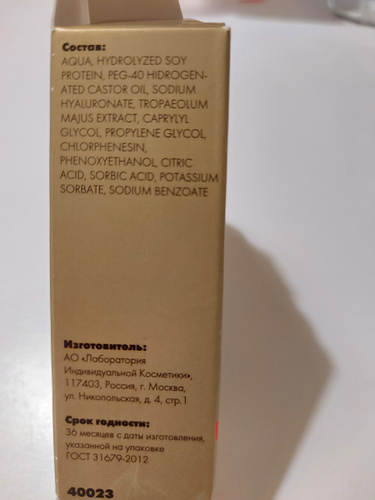 Состав:
AQUA, HYDROLYZED SOY
PROTEIN, PEG-40 HIDROGEN-
ATED CASTOR OIL, SODIUM
HYALURONATE, TROPAEOLUM
MAJUS EXTRACT, CAPRYLYL
GLYCOL, PROPYLENE GLYCOL,
CHLORPHENESIN,
PHENOXYETHANOL, CITRIC
ACID, SORBIC ACID, POTASSIUM
SORBATE, SODIUM BENZOATE
Изготовитель:
АО «Лаборатория
Индивидуальной Косметики»,
117403, Россия, г. Москва,
ул. Никопольская, д. 4, стр.1
Срок годности:
36 месяцев с даты изготовления,
указанной на упаковке
ГОСТ 31679-2012
40023